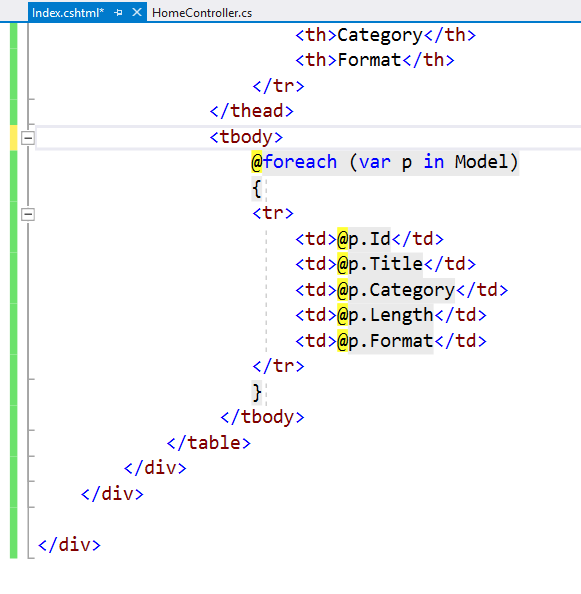 Index.cshtml* HomeController.cs
<th>Category</th>
<th>Format</th>
</tr>
</thead>
<tbody>
@foreach (var p in Model)
{
<tr>
<td>@p.Id</td>
<td>@p.Title</td>
<td>@p.Category</td>
<td>@p.Length</td>
<td>@p.Format</td>
</tr>
}
</tbody>
</table>
</div>
</div>
</div>